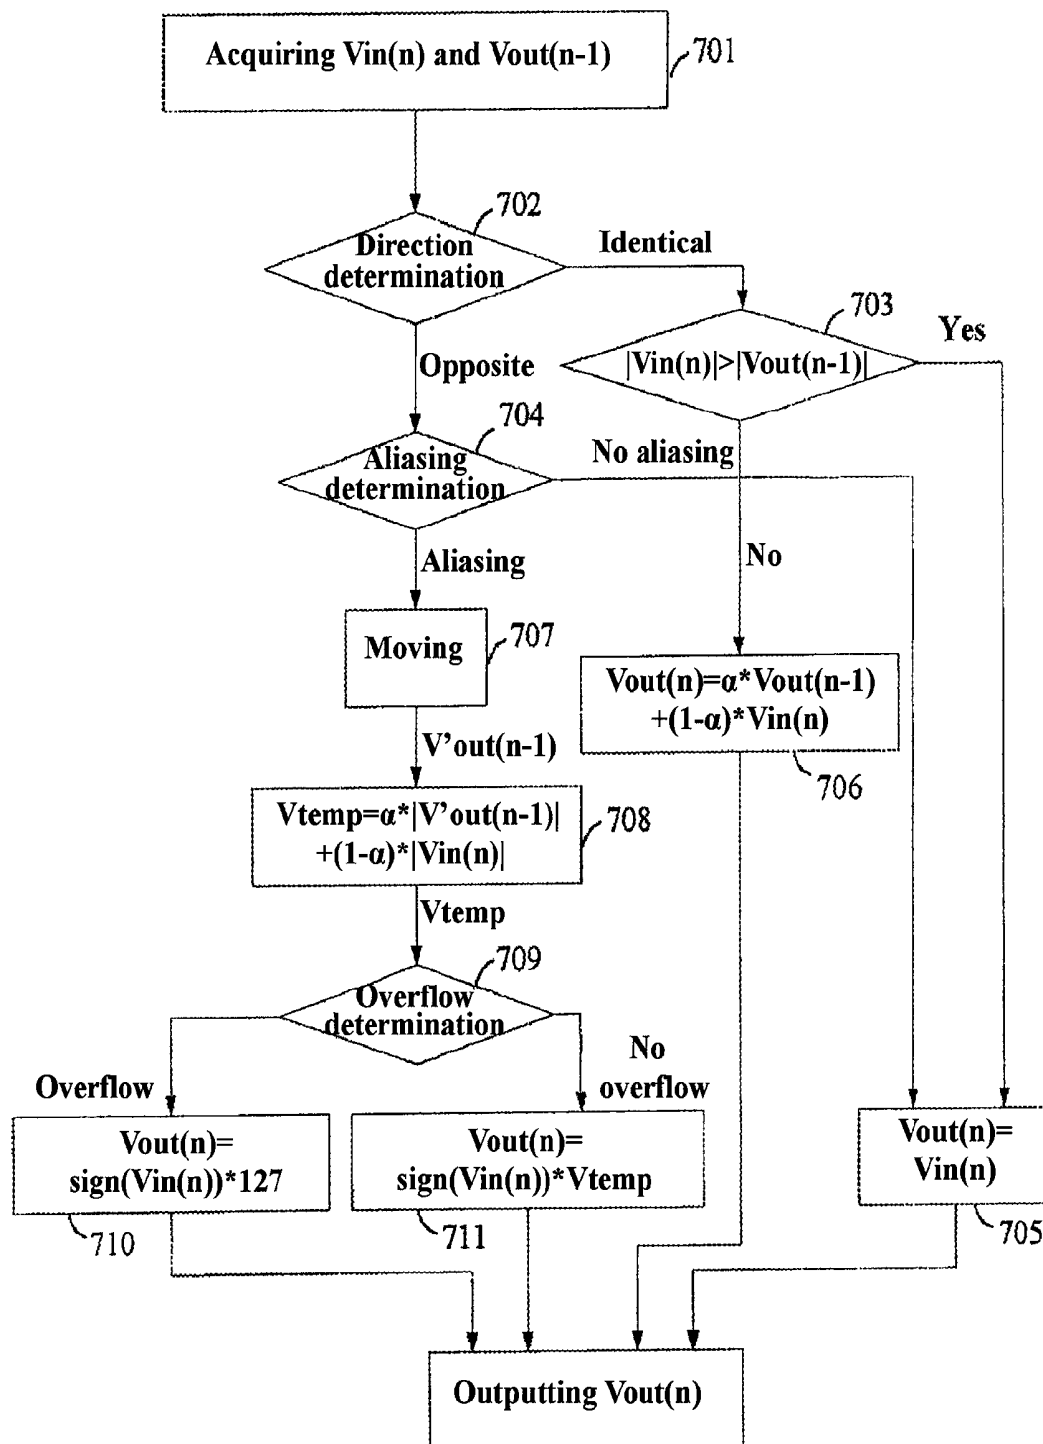 Acquiring Vin(n) and Vout(n-1)
701
702
Direction
determination
Identical
703
Yes
|Vin(n)|>|Vout(n-1)|
Opposite
704
No aliasing
Aliasing
determination
Aliasing
No
707
Moving
Vout(n)=α*Vout(n-1)
+(1-α)*Vin(n)
V’out(n-1)
706
Vtemp=α*|V’out(n-1)|
+(1-α)*|Vin(n)|
708
Vtemp
709
Overflow
determination
No
overflow
Overflow
Vout(n)=
sign(Vin(n))*127
Vout(n)=
sign(Vin(n))*Vtemp
Vout(n)=
Vin(n)
710
711
705
Outputting Vout(n)